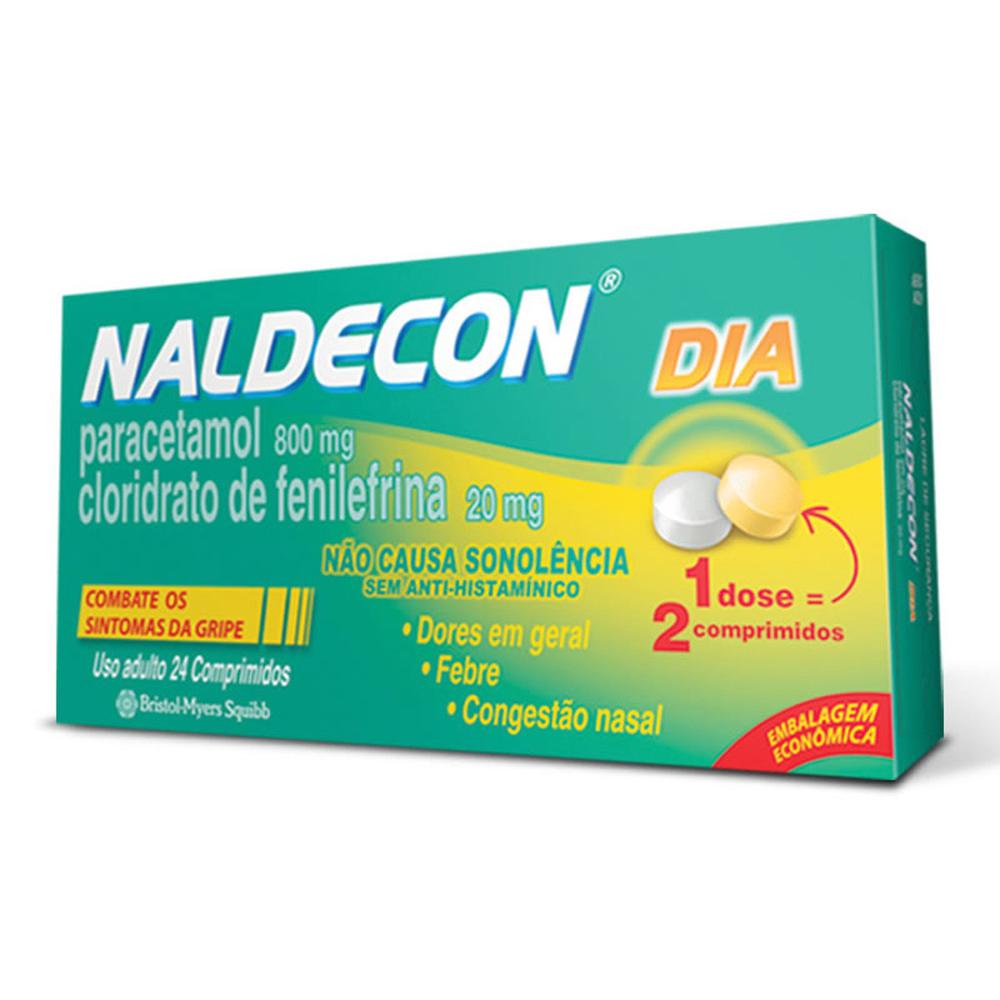 NALDECON® DIA
paracetamol 800 mg
cloridrato de fenilefrina 20 mg
NÃO CAUSA SONOLÊNCIA
SEM ANTI-HISTAMÍNICO
COMBATE OS
SINTOMAS DA GRIPE
Uso adulto 24 Comprimidos
Bristol-Myers Squibb
• Dores em geral
• Febre
• Congestão nasal
1 dose =
2 comprimidos
EMBALAGEM
ECONÔMICA
NALDECON® DIA